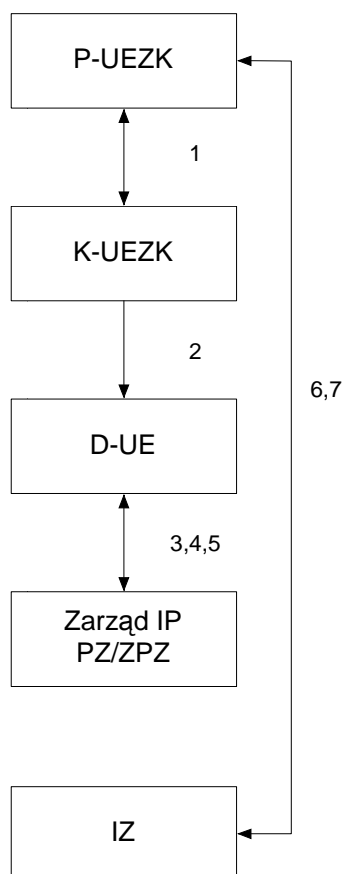 P-UEZK
1
K-UEZK
2
D-UE
6,7
3,4,5
Zarząd IP
PZ/ZPZ
IZ